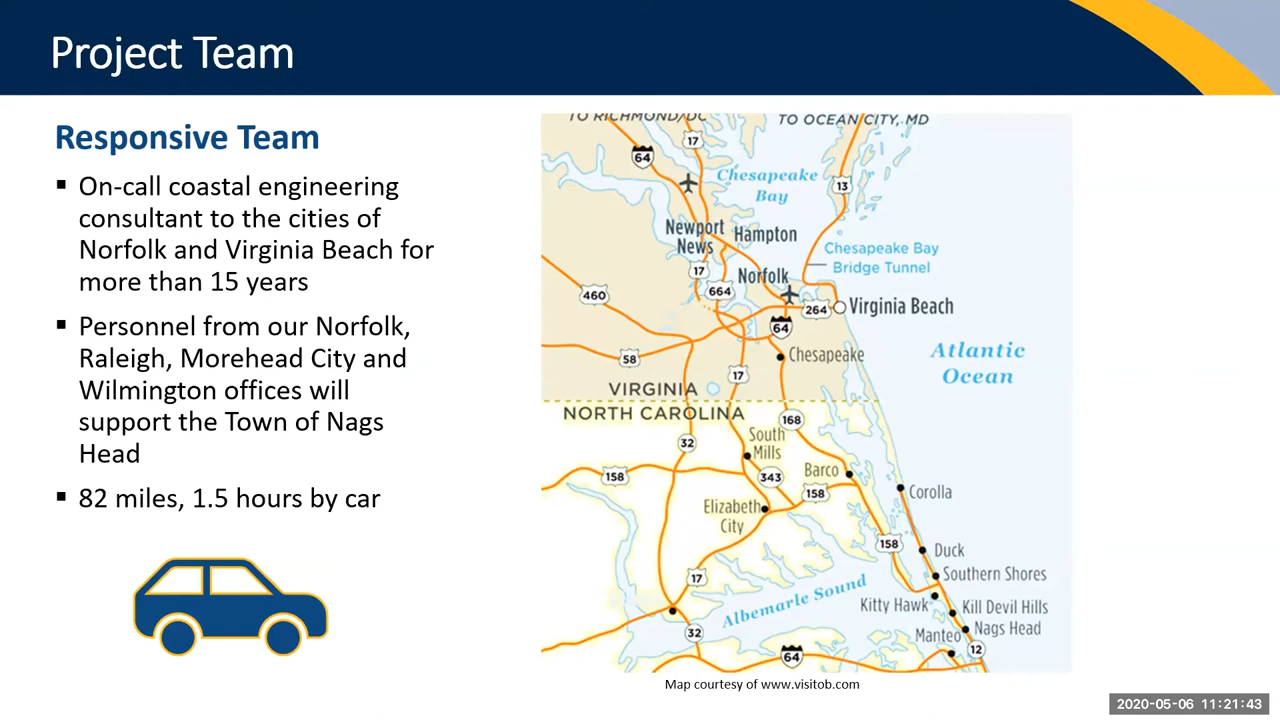 Project Team
Responsive Team
▪ On-call coastal engineering
consultant to the cities of
Norfolk and Virginia Beach for
more than 15 years
▪ Personnel from our Norfolk,
Raleigh, Morehead City and
Wilmington offices will
support the Town of Nags
Head
▪ 82 miles, 1.5 hours by car
TO RICHMOND/DC
TO OCEAN CITY, MD
17
64
Chesapeake
Bay
13
Newport
News
Hampton
Chesapeake Bay
Bridge Tunnel
17
Norfolk
460
664
264
Virginia Beach
64
58
Chesapeake
Atlantic
Ocean
17
VIRGINIA
NORTH CAROLINA
168
32
South
Mills
158
343
Barco
158
Corolla
Elizabeth
City
158
Duck
17
Southern Shores
Albemarle Sound
Kitty Hawk
Kill Devil Hills
32
Nags Head
Manteo
12
64
Map courtesy of www.visitob.com
2020-05-06 11:21:43